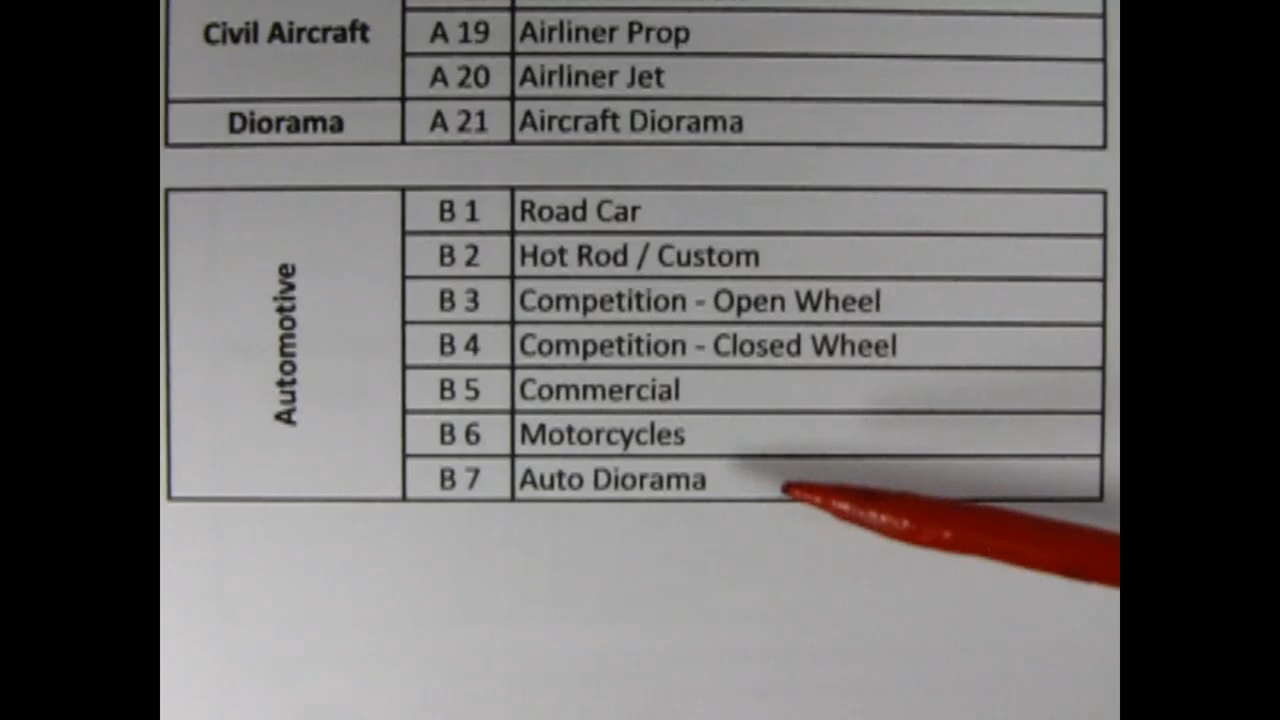 Civil Aircraft A 19 Airliner Prop
A 20 Airliner Jet
Diorama A 21 Aircraft Diorama
Automotive
B 1 Road Car
B 2 Hot Rod / Custom
B 3 Competition - Open Wheel
B 4 Competition - Closed Wheel
B 5 Commercial
B 6 Motorcycles
B 7 Auto Diorama